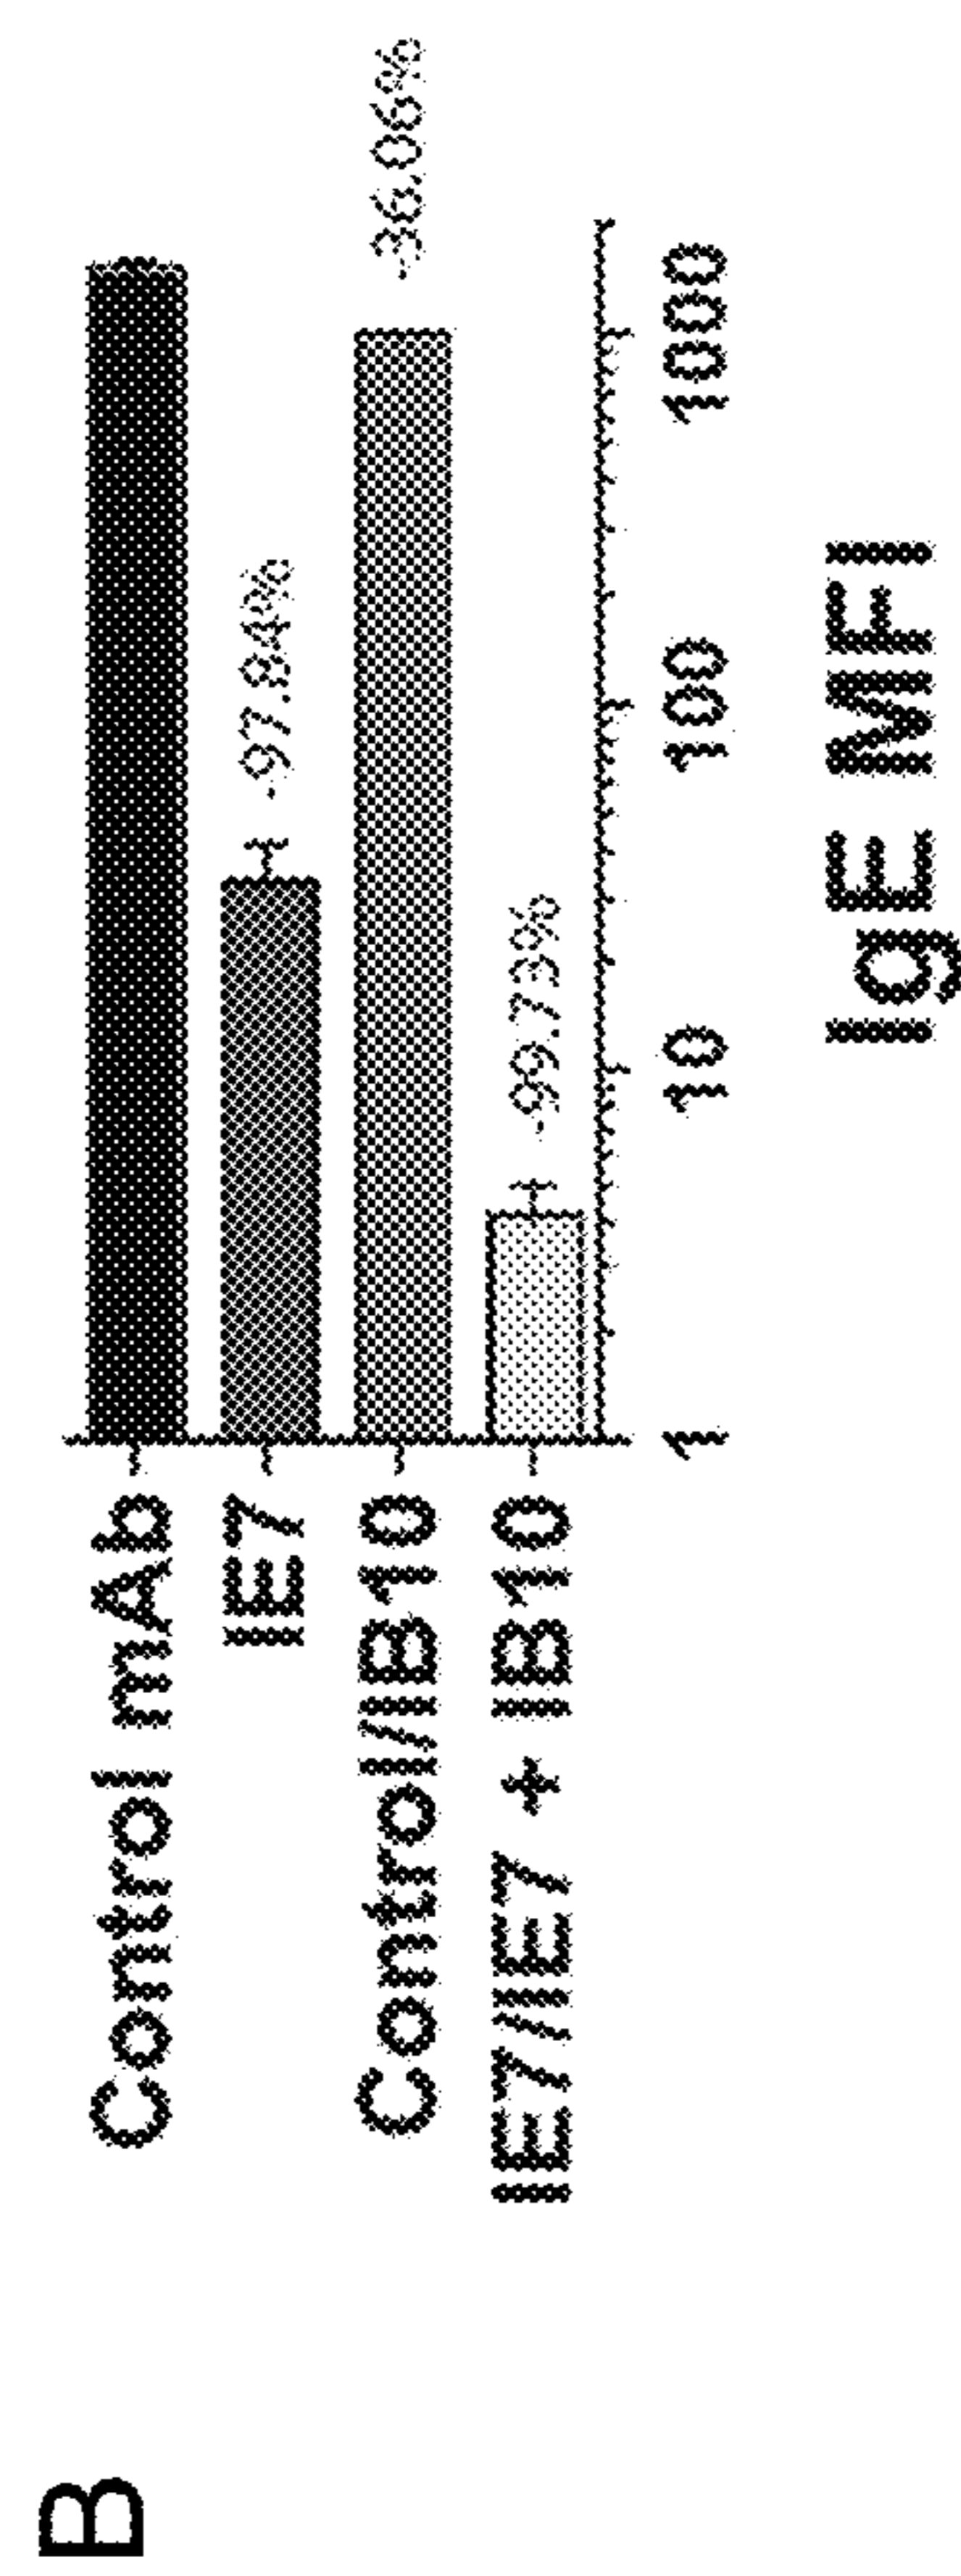 B
Control mAb
IE7
-97.84%
Control/IB10
-36.06%
IE7/IE7 + IB10
-99.73%
1 10 100 1000
IgE MFI